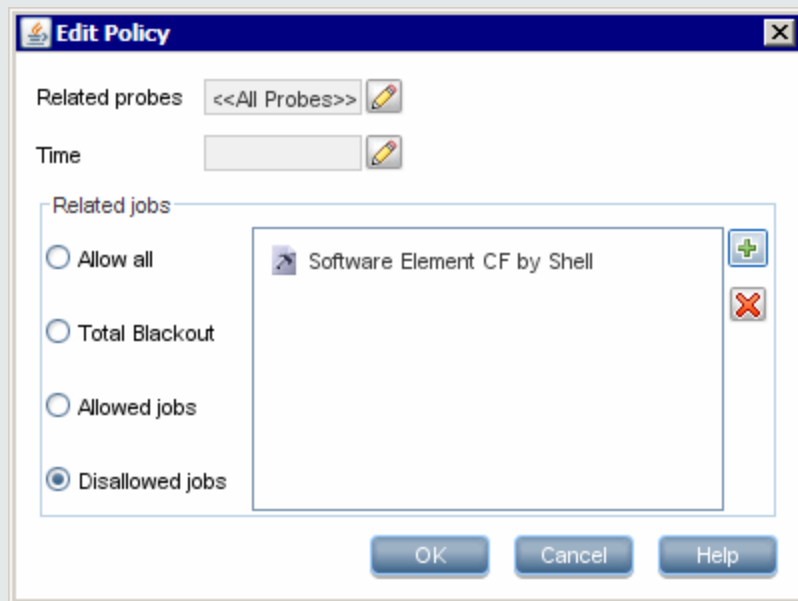 Edit Policy
Related probes <<All Probes>>
Time
Related jobs
Allow all
Software Element CF by Shell
Total Blackout
Allowed jobs
Disallowed jobs
OK Cancel Help